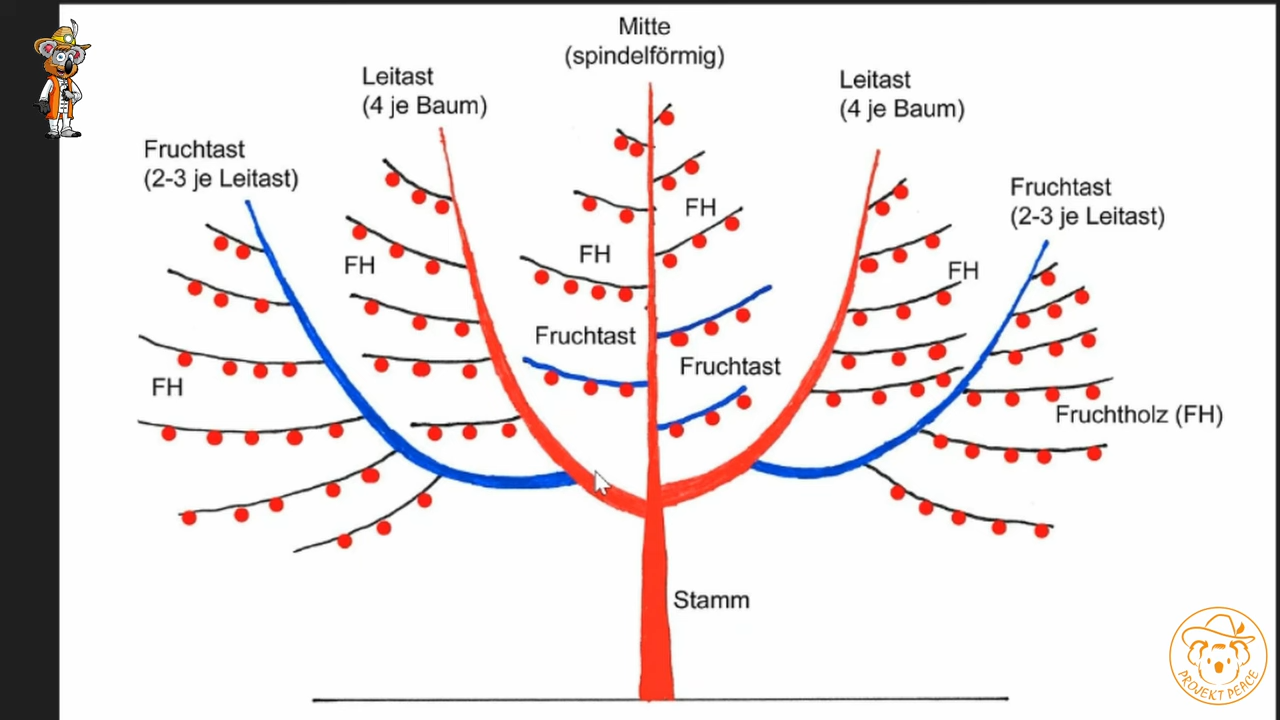 Mitte
(spindelförmig)
Leitast
(4 je Baum)
Leitast
(4 je Baum)
Fruchtast
(2-3 je Leitast)
Fruchtast
(2-3 je Leitast)
FH
FH
FH
FH
Fruchtast
Fruchtast
FH
Fruchtholz (FH)
Stamm
PROJEKT PEACE